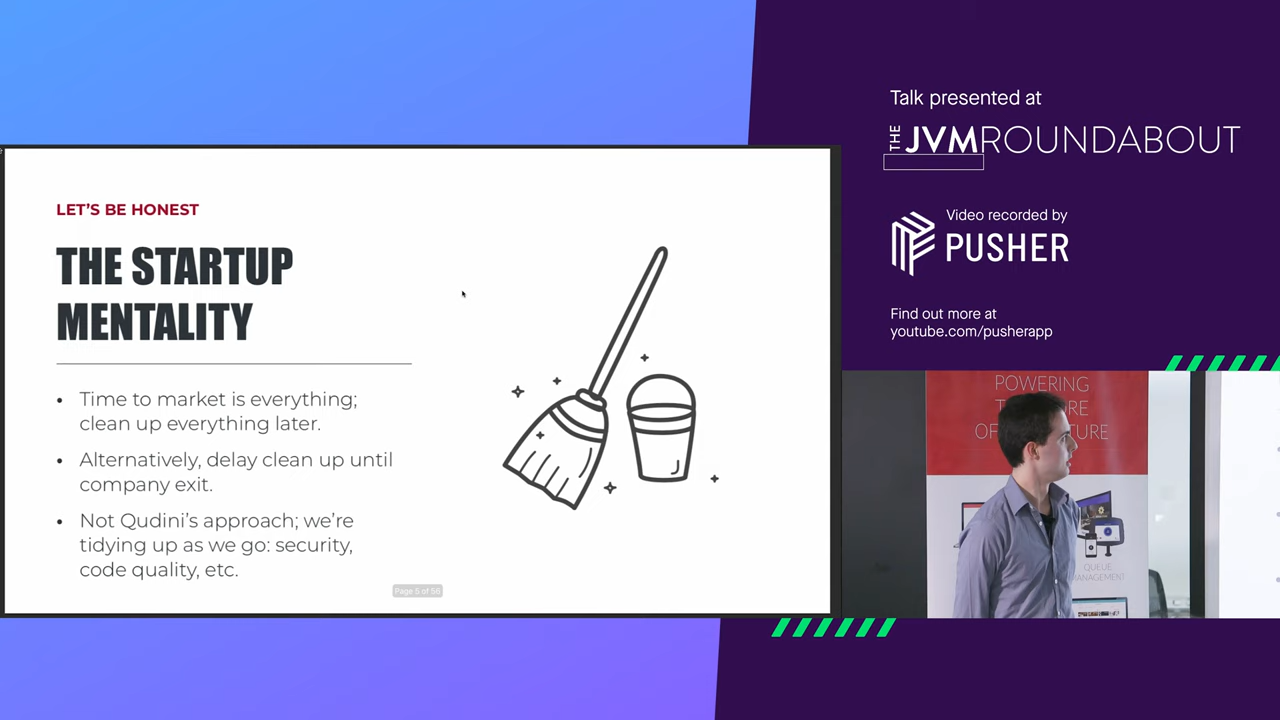 LET'S BE HONEST
THE STARTUP
MENTALITY
• Time to market is everything;
clean up everything later.
• Alternatively, delay clean up until
company exit.
• Not Qudini's approach; we're
tidying up as we go: security,
code quality, etc.
Talk presented at
THE JVMROUNDABOUT
Video recorded by
PUSHER
Find out more at
youtube.com/pusherapp
POWERING
QUEUE
MANAGEMENT